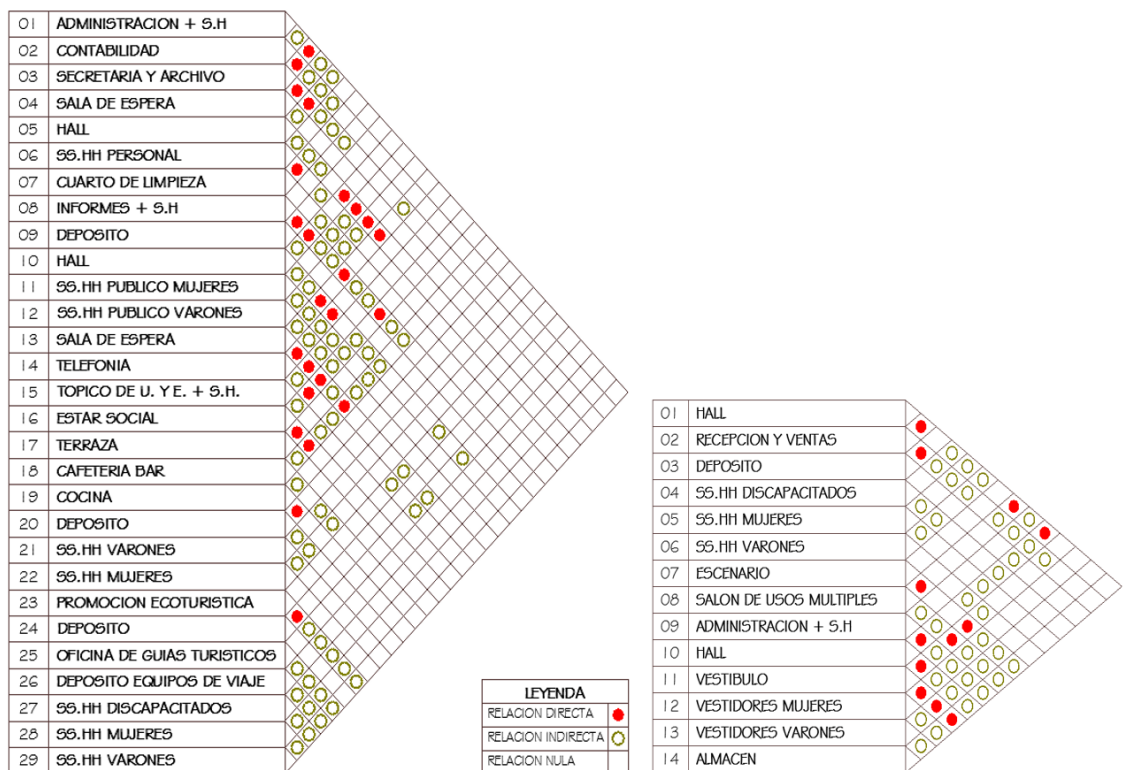 01 ADMINISTRACION + S.H
02 CONTABILIDAD
03 SECRETARIA Y ARCHIVO
04 SALA DE ESPERA
05 HALL
06 SS.HH PERSONAL
07 CUARTO DE LIMPIEZA
08 INFORMES + S.H
09 DEPOSITO
10 HALL
11 SS.HH PUBLICO MUJERES
12 SS.HH PUBLICO VARONES
13 SALA DE ESPERA
14 TELEFONIA
15 TOPICO DE U. Y E. + S.H.
16 ESTAR SOCIAL
17 TERRAZA
18 CAFETERIA BAR
19 COCINA
20 DEPOSITO
21 SS.HH VARONES
22 SS.HH MUJERES
23 PROMOCION ECOTURISTICA
24 DEPOSITO
25 OFICINA DE GUIAS TURISTICOS
26 DEPOSITO EQUIPOS DE VIAJE
27 SS.HH DISCAPACITADOS
28 SS.HH MUJERES
29 SS.HH VARONES
LEYENDA
RELACION DIRECTA
RELACION INDIRECTA
RELACION NULA
01 HALL
02 RECEPCION Y VENTAS
03 DEPOSITO
04 SS.HH DISCAPACITADOS
05 SS.HH MUJERES
06 SS.HH VARONES
07 ESCENARIO
08 SALON DE USOS MULTIPLES
09 ADMINISTRACION + S.H
10 HALL
11 VESTIBULO
12 VESTIDORES MUJERES
13 VESTIDORES VARONES
14 ALMACEN